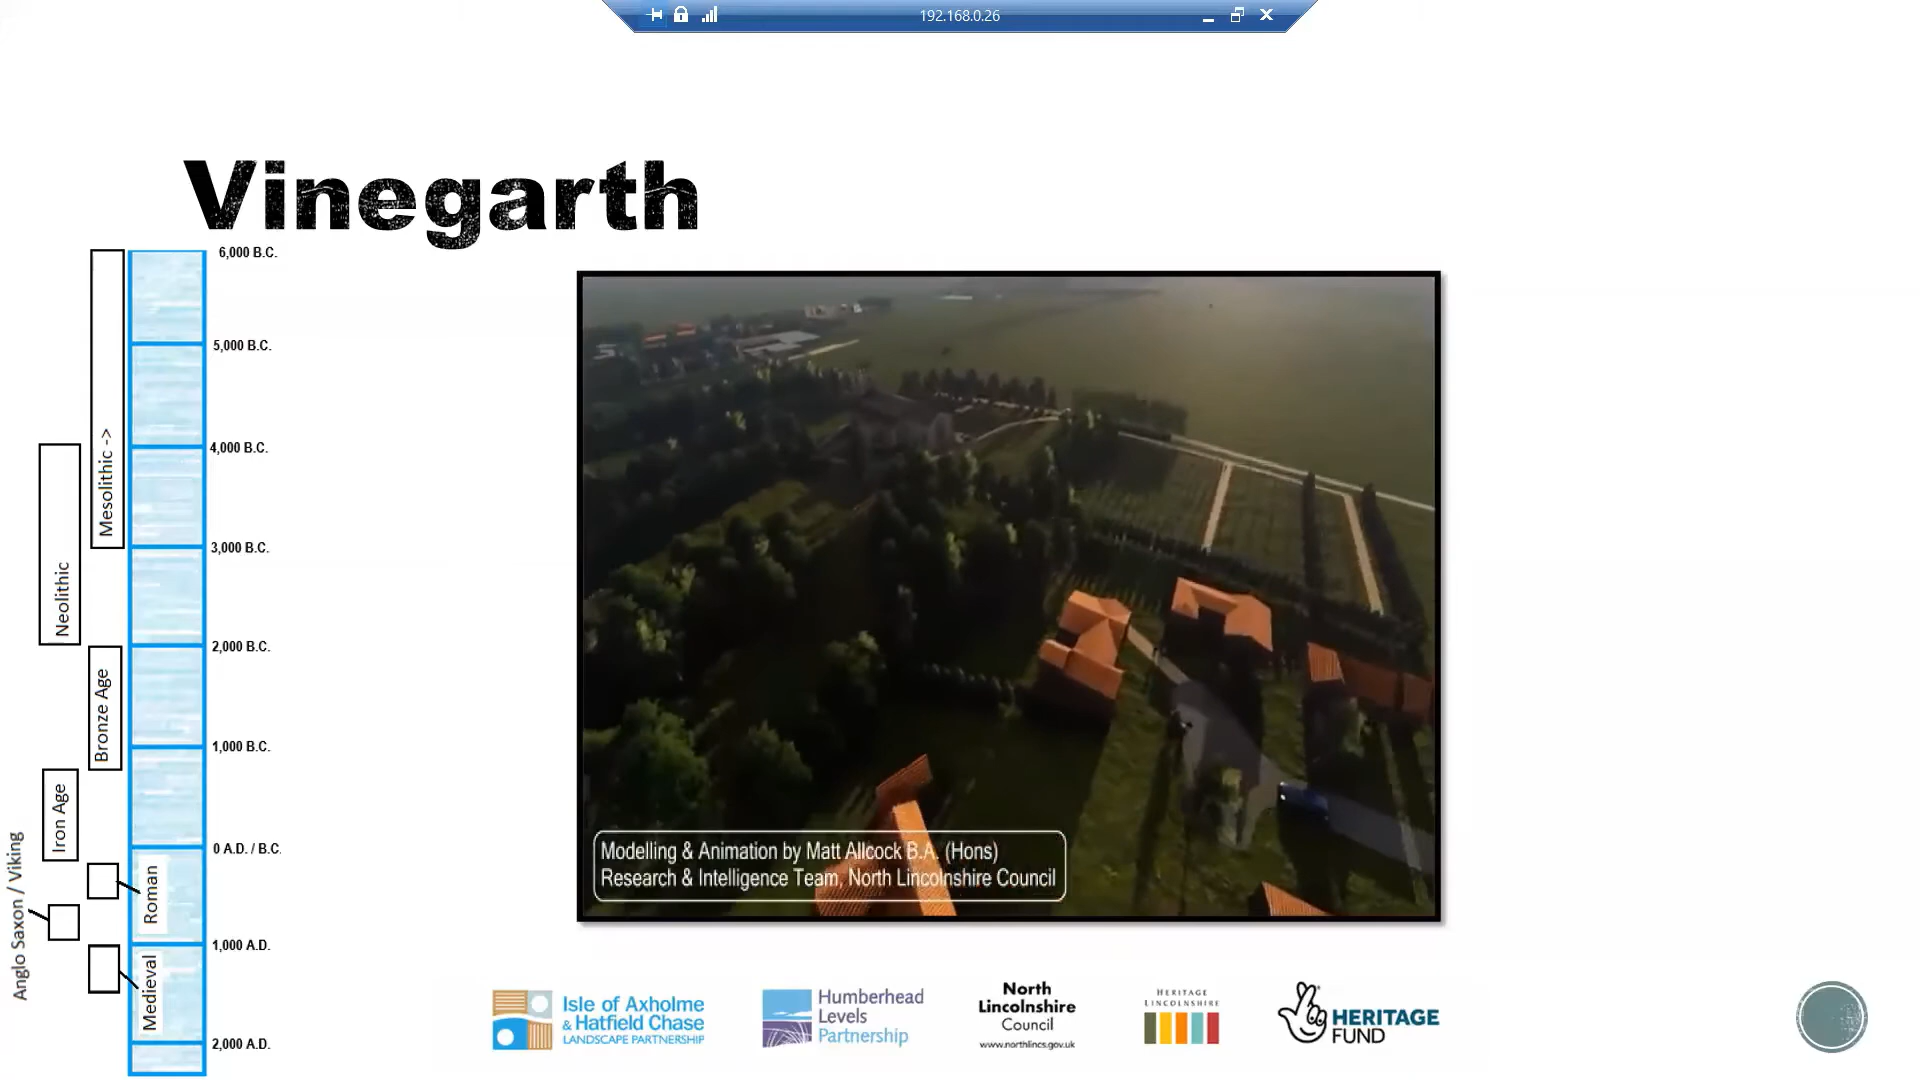 192.168.0.26
Vinegarth
6,000 B.C.
5,000 B.C.
4,000 B.C.
3,000 B.C.
2,000 B.C.
1,000 B.C.
0 A.D. / B.C.
1,000 A.D.
2,000 A.D.
Mesolithic ->
Neolithic
Bronze Age
Iron Age
Roman
Anglo Saxon / Viking
Medieval
Modelling & Animation by Matt Allcock B.A. (Hons)
Research & Intelligence Team, North Lincolnshire Council
Isle of Axholme
& Hatfield Chase
LANDSCAPE PARTNERSHIP
Humberhead
Levels
Partnership
North
Lincolnshire
Council
www.northlincs.gov.uk
HERITAGE
LINCOLNSHIRE
HERITAGE
FUND